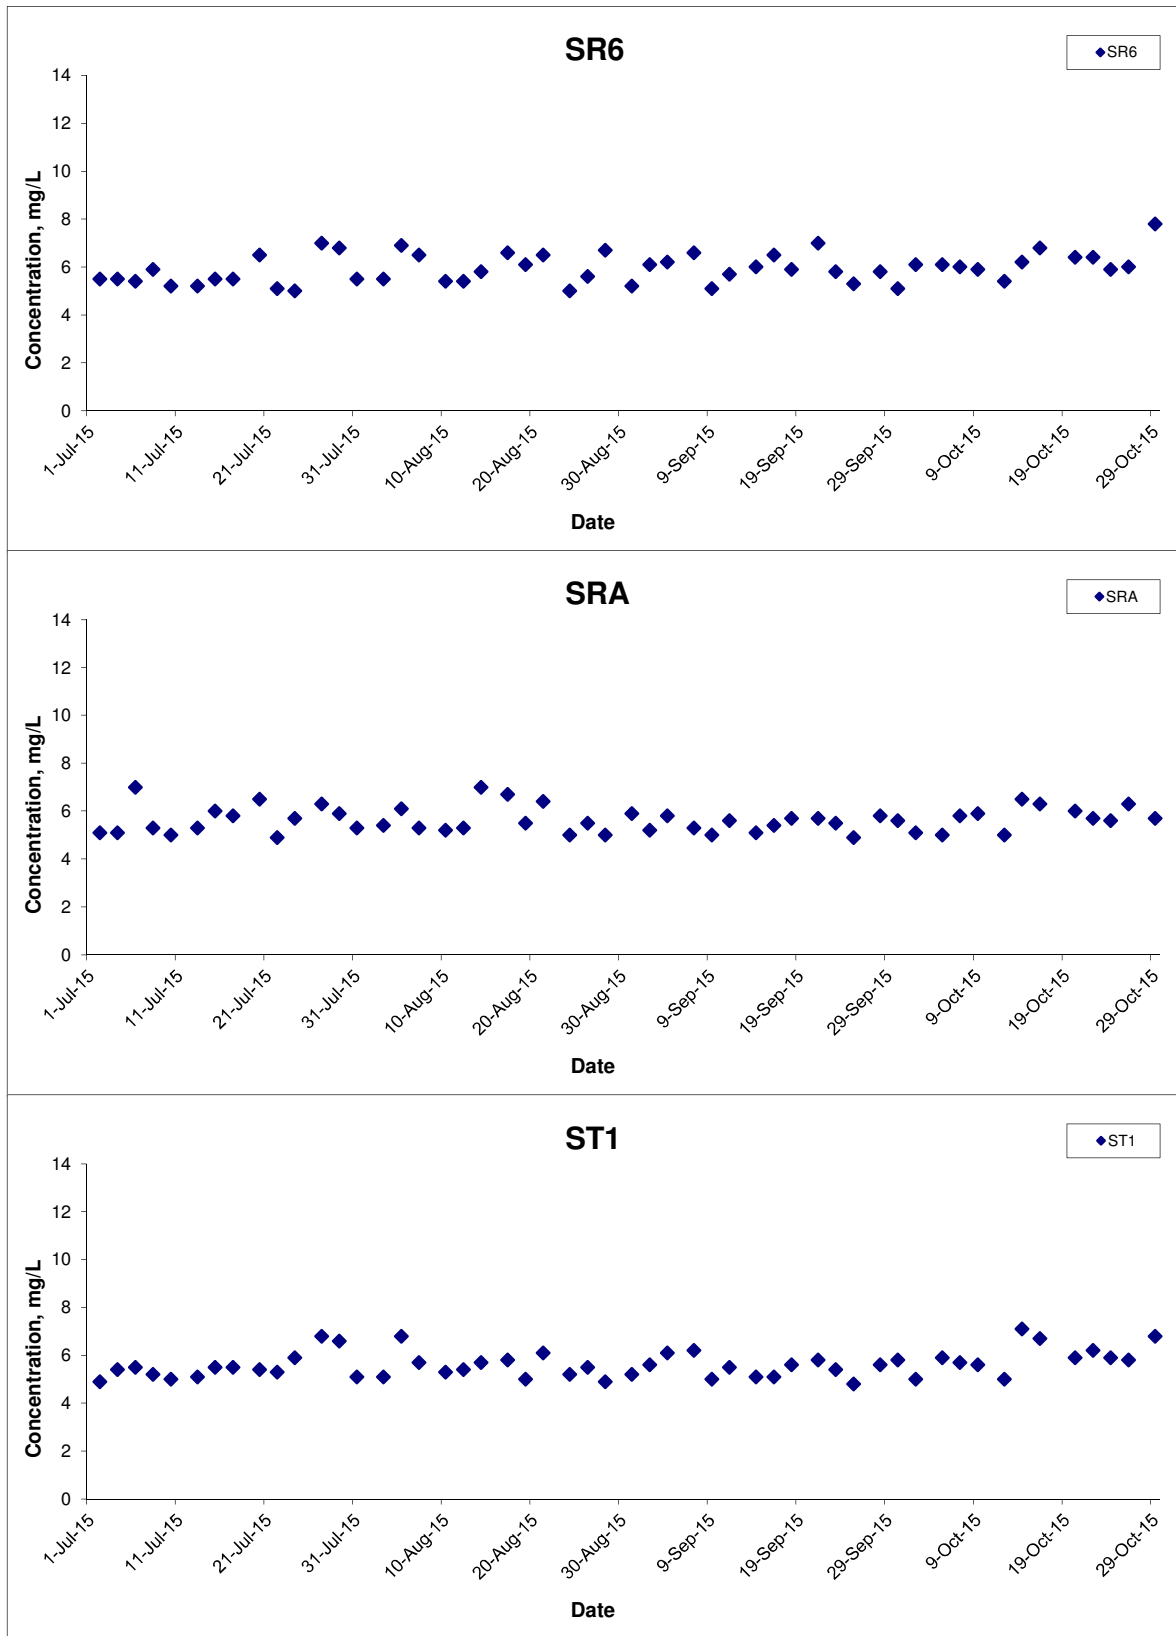 SR6
SR6
14
12
10
8
6
4
2
0
Concentration, mg/L
1-Jul-15
11-Jul-15
21-Jul-15
31-Jul-15
10-Aug-15
20-Aug-15
30-Aug-15
9-Sep-15
19-Sep-15
29-Sep-15
9-Oct-15
19-Oct-15
29-Oct-15
Date
SRA
SRA
14
12
10
8
6
4
2
0
Concentration, mg/L
1-Jul-15
11-Jul-15
21-Jul-15
31-Jul-15
10-Aug-15
20-Aug-15
30-Aug-15
9-Sep-15
19-Sep-15
29-Sep-15
9-Oct-15
19-Oct-15
29-Oct-15
Date
ST1
ST1
14
12
10
8
6
4
2
0
Concentration, mg/L
1-Jul-15
11-Jul-15
21-Jul-15
31-Jul-15
10-Aug-15
20-Aug-15
30-Aug-15
9-Sep-15
19-Sep-15
29-Sep-15
9-Oct-15
19-Oct-15
29-Oct-15
Date